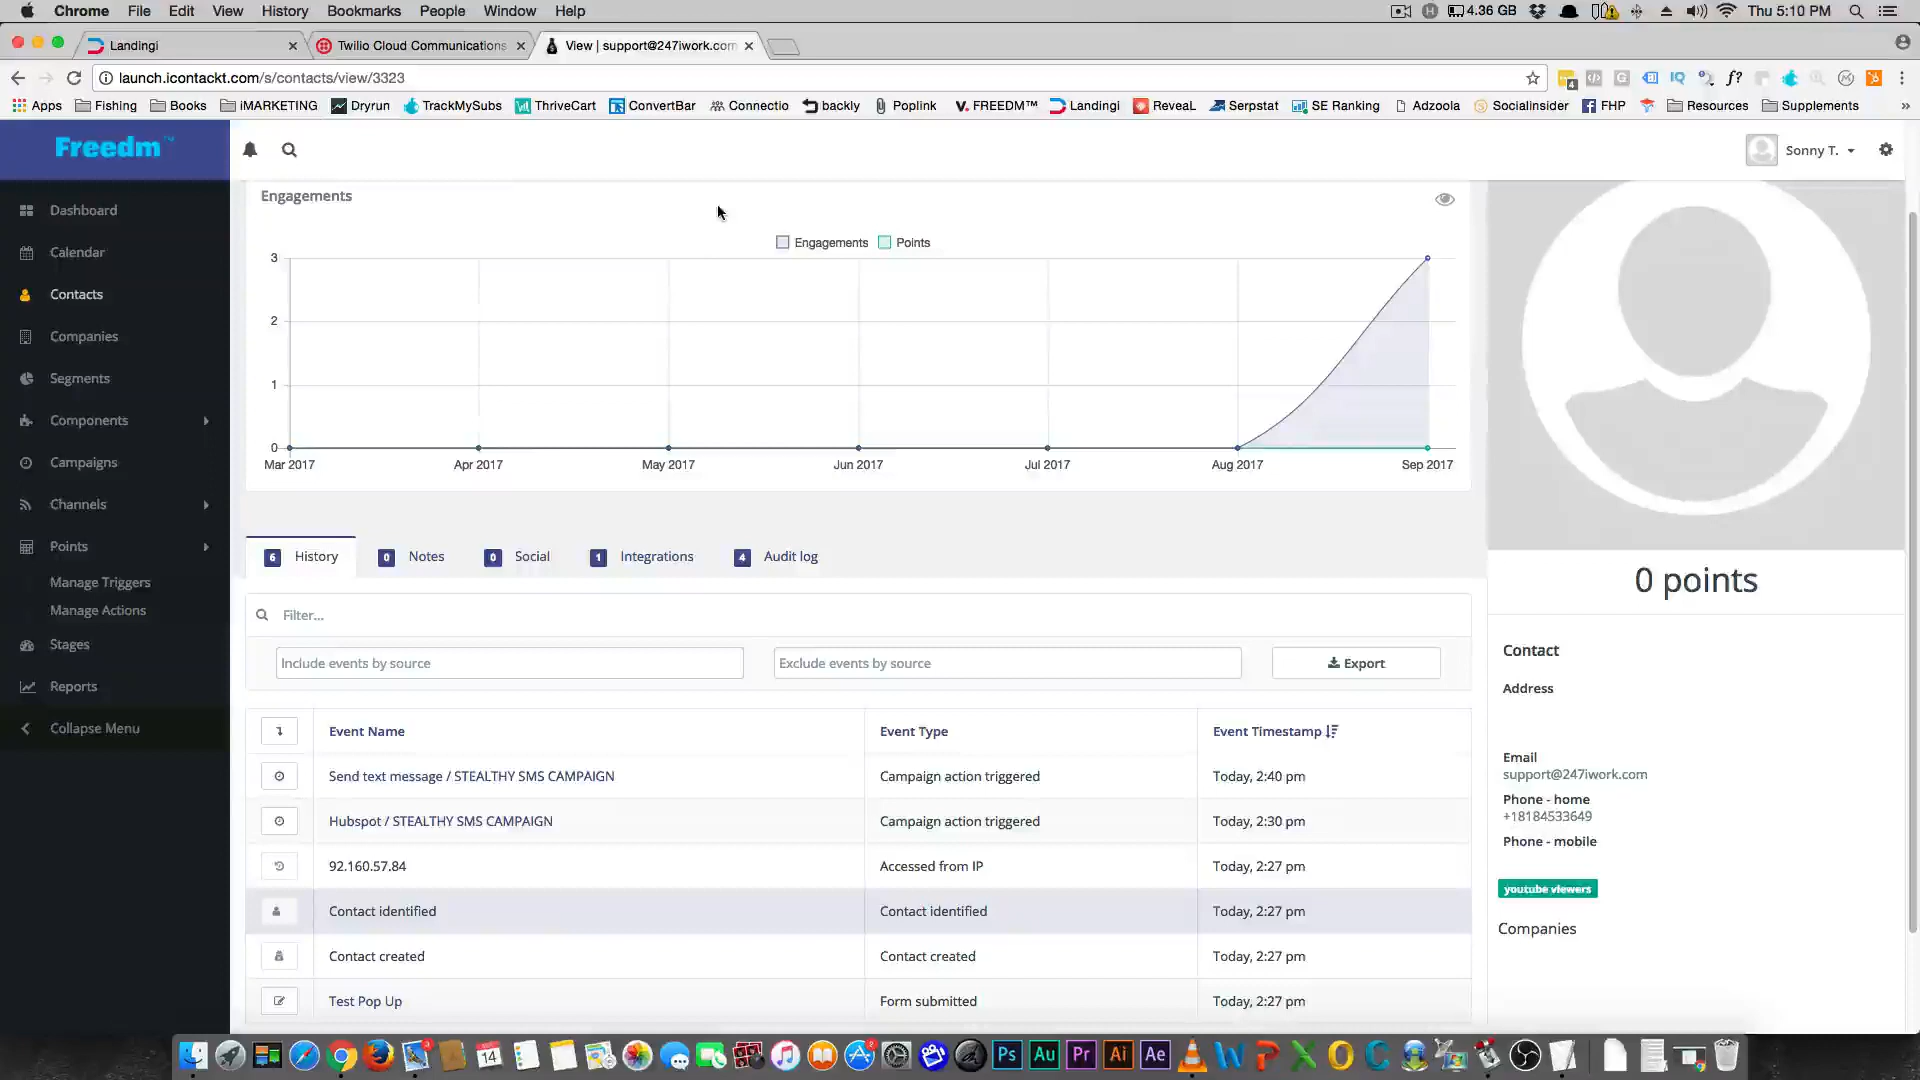 Chrome File Edit View History Bookmarks People Window Help 4.36 GB Thu 5:10 PM
Landingi Twilio Cloud Communications View | support@247iwork.com
launch.icontackt.com/s/contacts/view/3323
Apps Fishing Books iMARKETING Dryrun TrackMySubs ThriveCart ConvertBar Connectio backly Poplink V. FREEDM™ Landingi ReveaL Serpstat SE Ranking Adzoola Socialinsider FHP Resources Supplements »
Freedm™
Sonny T.
Dashboard
Calendar
Contacts
Companies
Segments
Components
Campaigns
Channels
Points
Manage Triggers
Manage Actions
Stages
Reports
Collapse Menu
Engagements
Engagements Points
3
2
1
0
Mar 2017 Apr 2017 May 2017 Jun 2017 Jul 2017 Aug 2017 Sep 2017
6 History 0 Notes 0 Social 1 Integrations 4 Audit log
Filter...
Include events by source Exclude events by source Export
Event Name Event Type Event Timestamp
Send text message / STEALTHY SMS CAMPAIGN Campaign action triggered Today, 2:40 pm
Hubspot / STEALTHY SMS CAMPAIGN Campaign action triggered Today, 2:30 pm
92.160.57.84 Accessed from IP Today, 2:27 pm
Contact identified Contact identified Today, 2:27 pm
Contact created Contact created Today, 2:27 pm
Test Pop Up Form submitted Today, 2:27 pm
0 points
Contact
Address
Email
support@247iwork.com
Phone - home
+18184533649
Phone - mobile
youtube viewers
Companies
14 Ps Au Pr Ai Ae